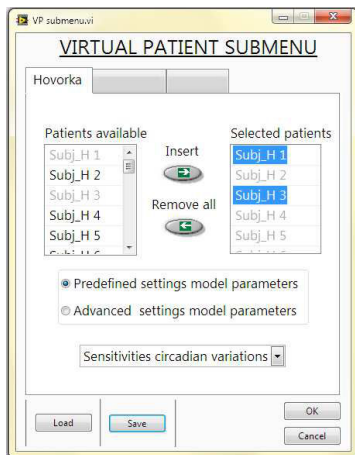 VP submenu.vi
VIRTUAL PATIENT SUBMENU
Hovorka
Patients available
Insert
Selected patients
Subj_H 1
Subj_H 2
Subj_H 3
Subj_H 4
Subj_H 5
Subj_H 6
Remove all
Subj_H 1
Subj_H 2
Subj_H 3
Subj_H 4
Subj_H 5
Predefined settings model parameters
Advanced settings model parameters
Sensitivities circadian variations
Load
Save
OK
Cancel